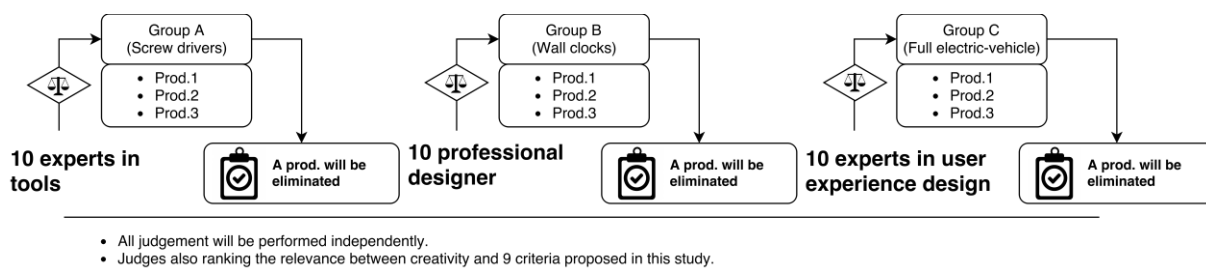 Group A
(Screw drivers)
• Prod.1
• Prod.2
• Prod.3
10 experts in
tools
A prod. will be
eliminated
Group B
(Wall clocks)
• Prod.1
• Prod.2
• Prod.3
10 professional
designer
A prod. will be
eliminated
Group C
(Full electric-vehicle)
• Prod.1
• Prod.2
• Prod.3
10 experts in user
experience design
A prod. will be
eliminated
• All judgement will be performed independently.
• Judges also ranking the relevance between creativity and 9 criteria proposed in this study.